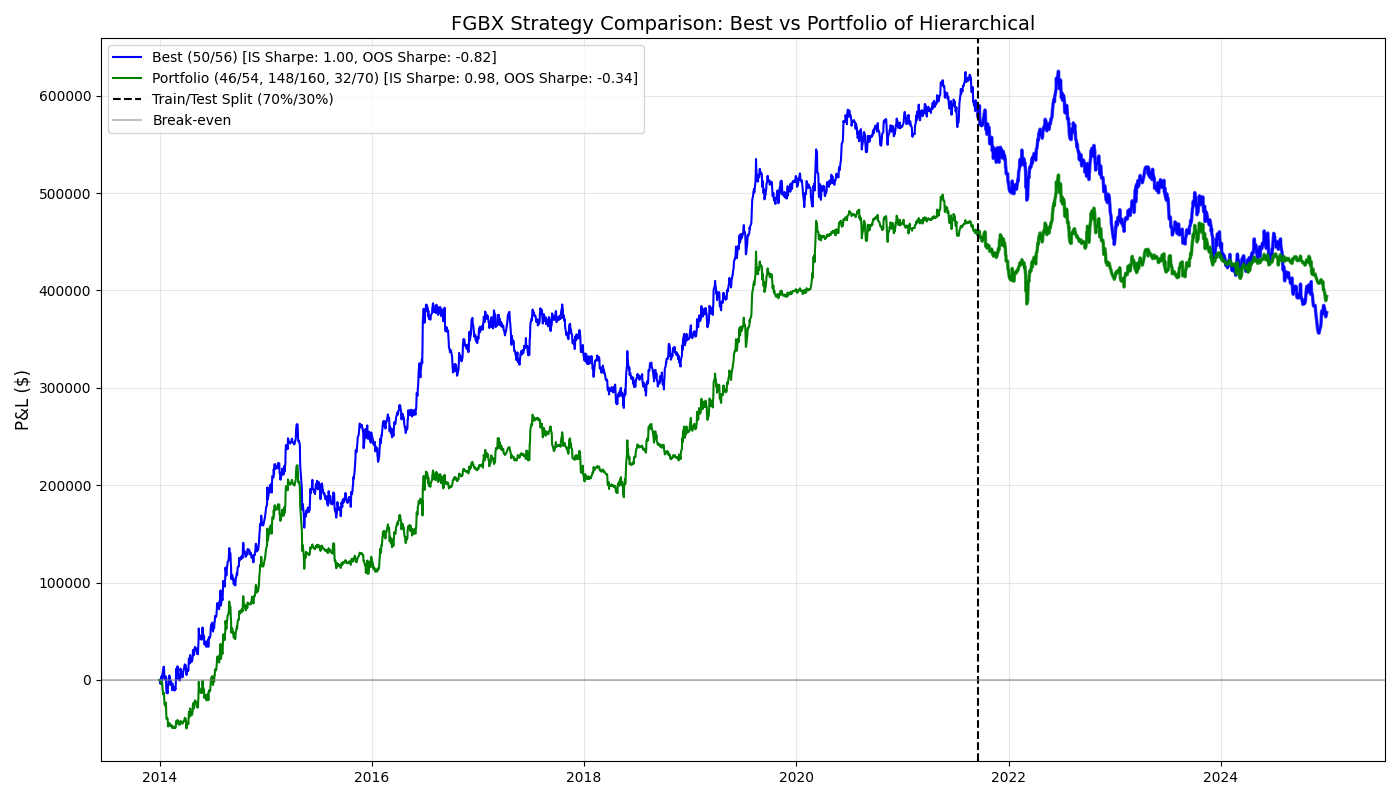 FGBX Strategy Comparison: Best vs Portfolio of Hierarchical
Best (50/56) [IS Sharpe: 1.00, OOS Sharpe: -0.82]
Portfolio (46/54, 148/160, 32/70) [IS Sharpe: 0.98, OOS Sharpe: -0.34]
Train/Test Split (70%/30%)
Break-even
P&L ($)
600000
500000
400000
300000
200000
100000
0
2014
2016
2018
2020
2022
2024